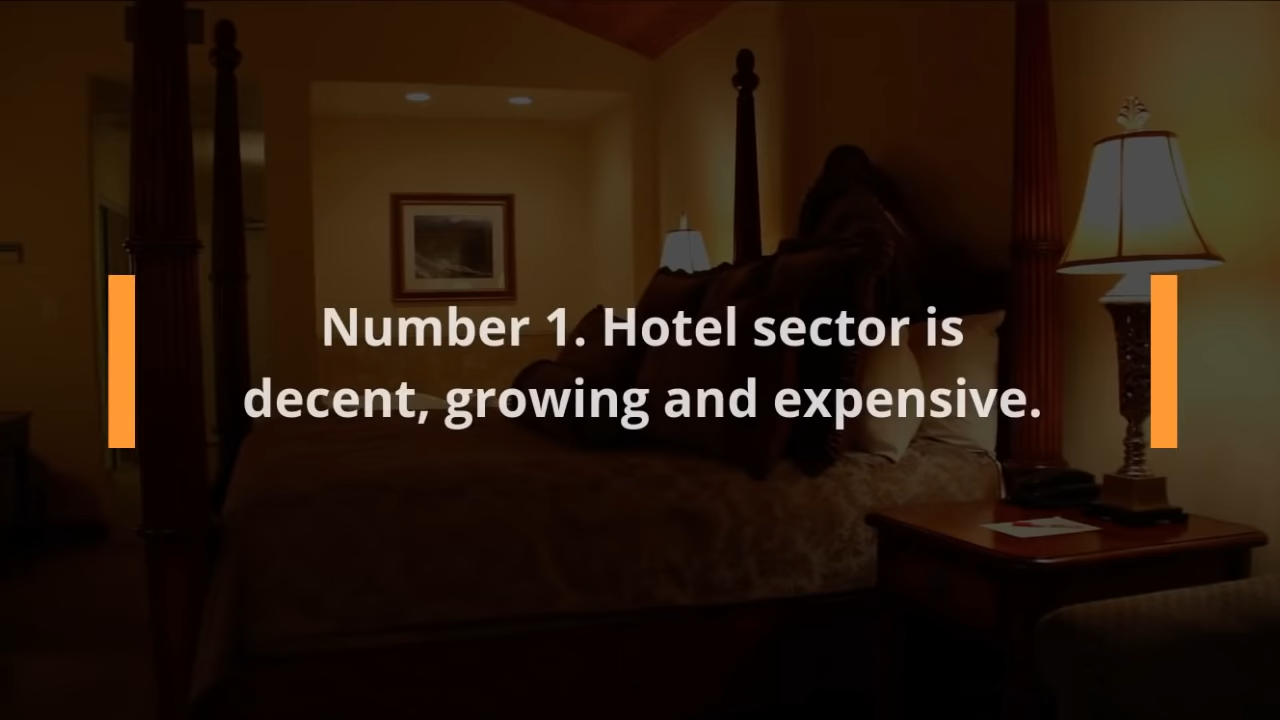 Number 1. Hotel sector is
decent, growing and expensive.